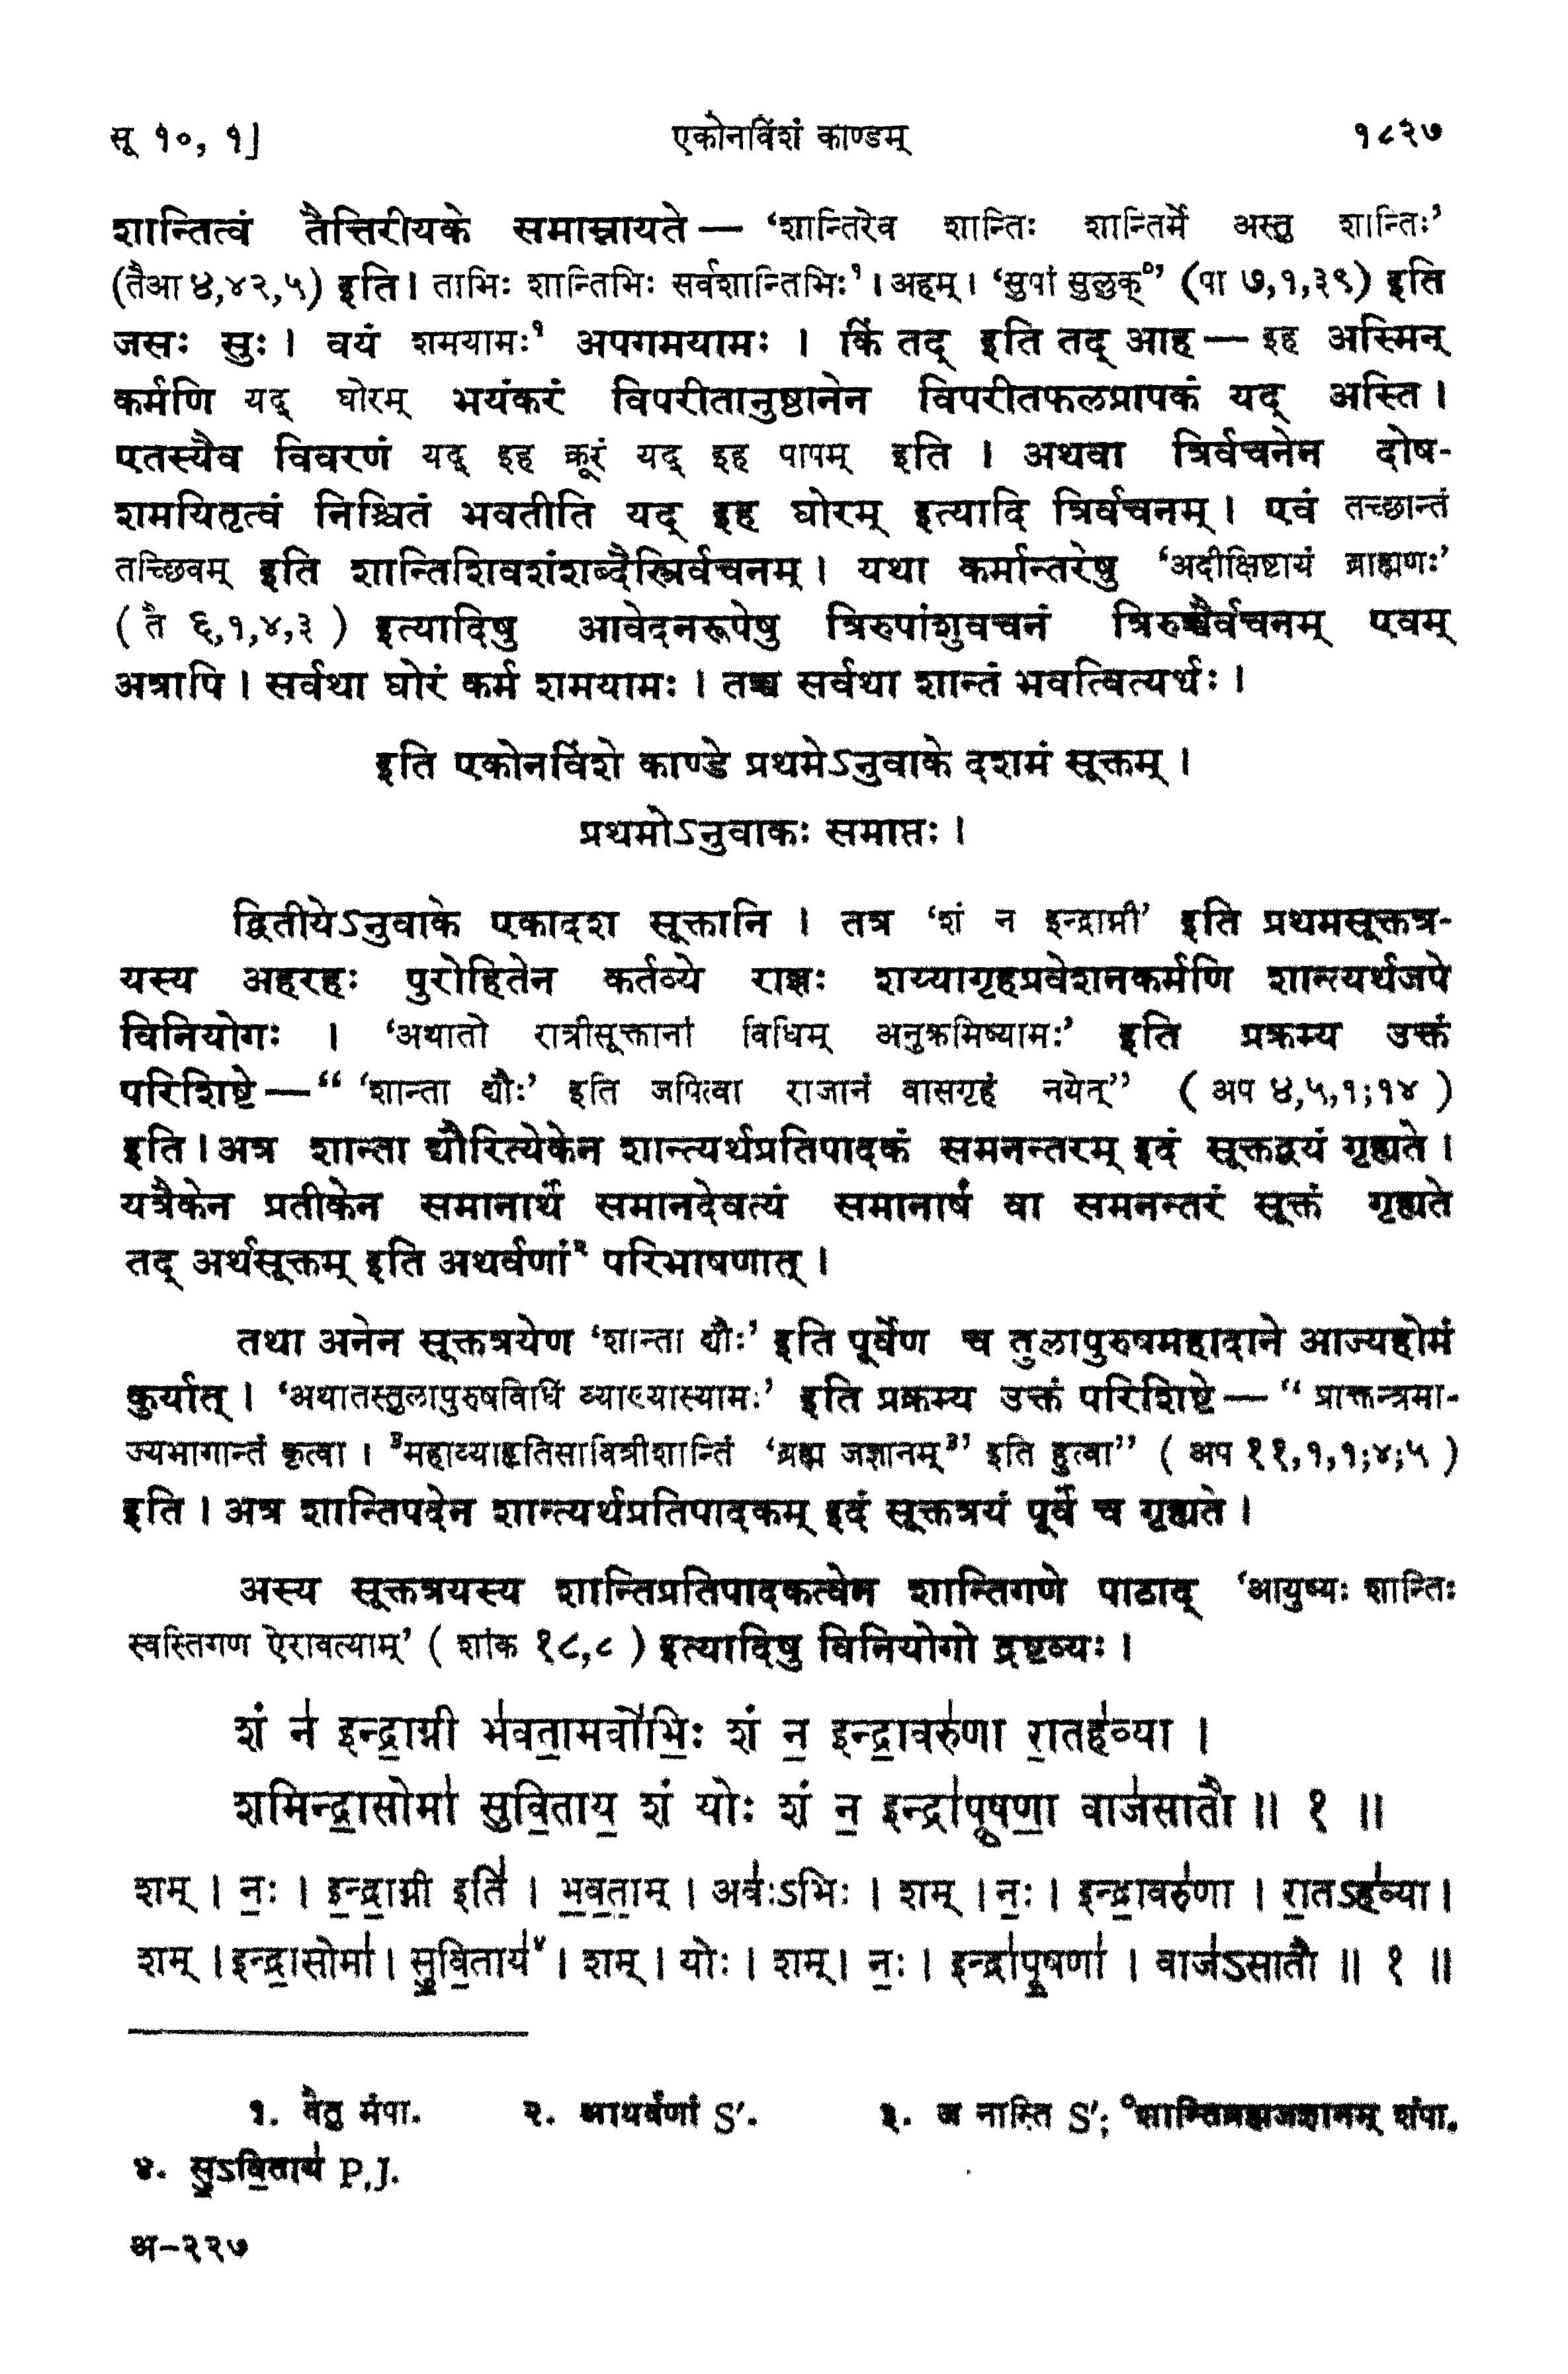 सू १०, १] एकोनविंशं काण्डम् १८२७
शान्तित्वं तैत्तिरीयके समाम्नायते — ‘शान्तिरेव शान्तिः शान्तिर्मे अस्तु शान्तिः’
(तैआ ४,४२,५) इति। ताभिः शान्तिभिः सर्वशान्तिभिः¹। अहम्। ‘सुपां सुलुक्°’ (पा ७,१,३९) इति
जसः सुः। वयं शमयामः¹ अपगमयामः । किं तद् इति तद् आह — इह अस्मिन्
कर्मणि यद् घोरम् भयंकरं विपरीतानुष्ठानेन विपरीतफलप्रापकं यद् अस्ति।
एतस्यैव विवरणं यद् इह क्रूरं यद् इह पापम् इति । अथवा त्रिर्वचनेन दोष-
शमयितृत्वं निश्चितं भवतीति यद् इह घोरम् इत्यादि त्रिर्वचनम्। एवं तच्छान्तं
तच्छिवम् इति शान्तिशिवशंशब्दैस्त्रिर्वचनम्। यथा कर्मान्तरेषु ‘अदीक्षिष्टायं ब्राह्मणः’
( तै ६,१,४,३ ) इत्यादिषु आवेदनरूपेषु त्रिरुपांशुवचनं त्रिरुच्चैर्वचनम् एवम्
अत्रापि। सर्वथा घोरं कर्म शमयामः। तच्च सर्वथा शान्तं भवत्वित्यर्थः।
इति एकोनविंशे काण्डे प्रथमेऽनुवाके दशमं सूक्तम्।
प्रथमोऽनुवाकः समाप्तः।
द्वितीयेऽनुवाके एकादश सूक्तानि । तत्र ‘शं न इन्द्राग्नी’ इति प्रथमसूक्तत्र-
यस्य अहरहः पुरोहितेन कर्तव्ये राज्ञः शय्यागृहप्रवेशनकर्मणि शान्त्यर्थजपे
विनियोगः । ‘अथातो रात्रीसूक्तानां विधिम् अनुक्रमिष्यामः’ इति प्रक्रम्य उक्तं
परिशिष्टे — “ ‘शान्ता द्यौः’ इति जपित्वा राजानं वासगृहं नयेत्” ( अप ४,५,१;१४ )
इति। अत्र शान्ता द्यौरित्येकेन शान्त्यर्थप्रतिपादकं समनन्तरम् इदं सूक्तद्वयं गृह्यते।
यत्रैकेन प्रतीकेन समानार्थं समानदेवत्यं समानार्षं वा समनन्तरं सूक्तं गृह्यते
तद् अर्थसूक्तम् इति अथर्वणां² परिभाषणात्।
तथा अनेन सूक्तत्रयेण ‘शान्ता द्यौः’ इति पूर्वेण च तुलापुरुषमहादाने आज्यहोमं
कुर्यात्। ‘अथातस्तुलापुरुषविधिं व्याख्यास्यामः’ इति प्रक्रम्य उक्तं परिशिष्टे — “ प्राक्तन्त्रमा-
ज्यभागान्तं कृत्वा । ³महाव्याहृतिसावित्रीशान्तिं ‘ब्रह्म जज्ञानम्³’ इति हुत्वा” ( अप ११,१,१;४;५ )
इति। अत्र शान्तिपदेन शान्त्यर्थप्रतिपादकम् इदं सूक्तत्रयं पूर्वं च गृह्यते।
अस्य सूक्तत्रयस्य शान्तिप्रतिपादकत्वेन शान्तिगणे पाठाद् ‘आयुष्यः शान्तिः
स्वस्तिगण ऐरावत्याम्’ ( शांक १८,८ ) इत्यादिषु विनियोगो द्रष्टव्यः।
शं न॑ इन्द्रा॒ग्नी भ॑वता॒मवो॑भिः॒ शं न॒ इन्द्रा॒वरु॑णा रा॒तह॑व्या ।
शमिन्द्रा॒सोमा॑ सुवि॒ताय॒ शं योः शं न॒ इन्द्रा॑पू॒षणा॒ वाज॑सातौ ॥ १ ॥
शम् । नः॒ । इ॒न्द्रा॒ग्नी इति॑ । भ॒व॒ता॒म् । अवः॑ऽभिः । शम् । नः॒ । इन्द्रा॒वरु॑णा । रा॒तऽह॑व्या ।
शम् । इन्द्रा॒सोमा॑ । सु॒वि॒ताय॑⁴ । शम् । योः । शम् । नः॒ । इन्द्रा॑पू॒षणा॑ । वाज॑ऽसातौ ॥ १ ॥
१. वैतु मंपा. २. आथर्वणां S′. ३. अ नास्ति S′; °शान्तिब्रह्मजज्ञानम् शंपा.
४. सु॒ऽवि॒ताय॑ P,J.
अ-२२७